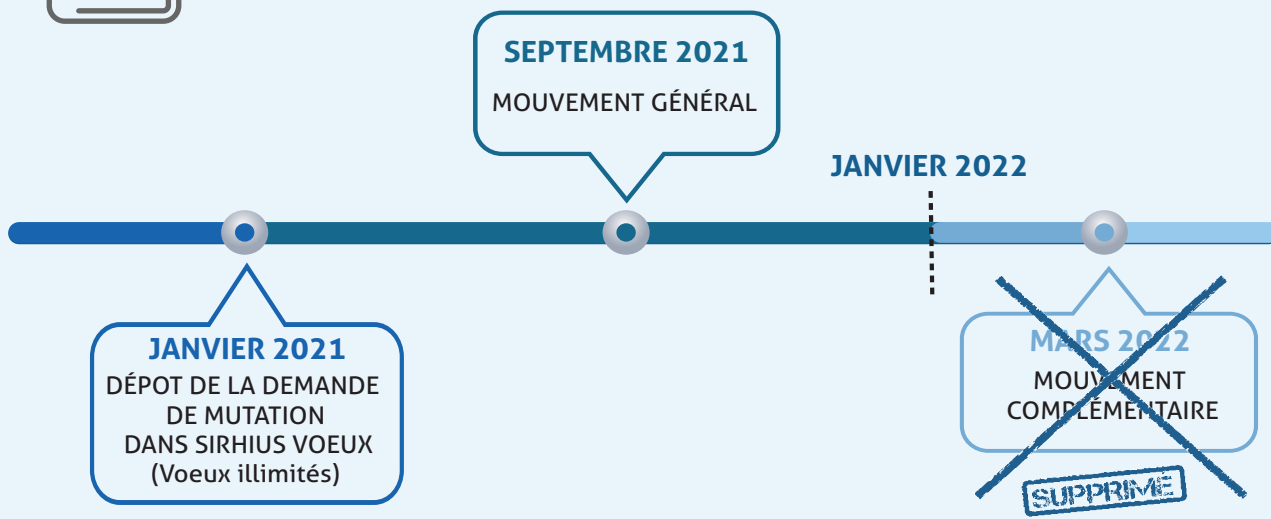 SEPTEMBRE 2021
MOUVEMENT GÉNÉRAL
JANVIER 2022
JANVIER 2021
DÉPOT DE LA DEMANDE
DE MUTATION
DANS SIRHIUS VOEUX
(Voeux illimités)
MARS 2022
MOUVEMENT
COMPLÉMENTAIRE
SUPPRIMÉ